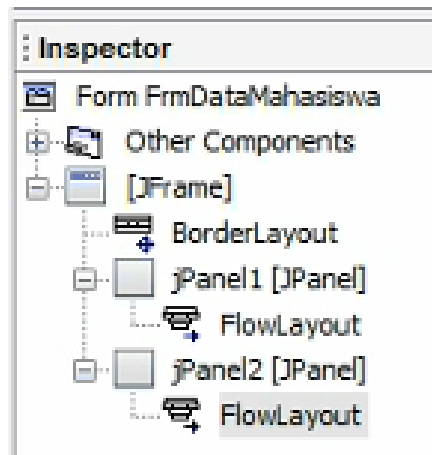 Inspector
Form FrmDataMahasiswa
Other Components
[JFrame]
BorderLayout
jPanel1 [JPanel]
FlowLayout
jPanel2 [JPanel]
FlowLayout